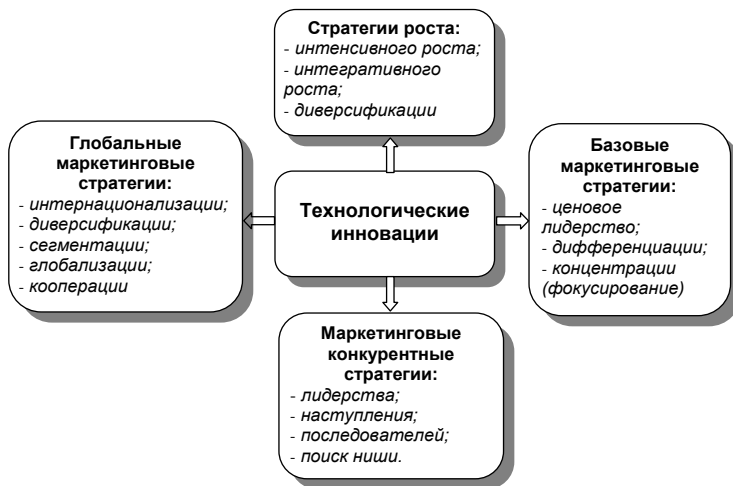 Стратегии роста:
- интенсивного роста;
- интегративного
роста;
- диверсификации
Глобальные
маркетинговые
стратегии:
- интернационализации;
- диверсификации;
- сегментации;
- глобализации;
- кооперации
Технологические
инновации
Базовые
маркетинговые
стратегии:
- ценовое
лидерство;
- дифференциации;
- концентрации
(фокусирование)
Маркетинговые
конкурентные
стратегии:
- лидерства;
- наступления;
- последователей;
- поиск ниши.